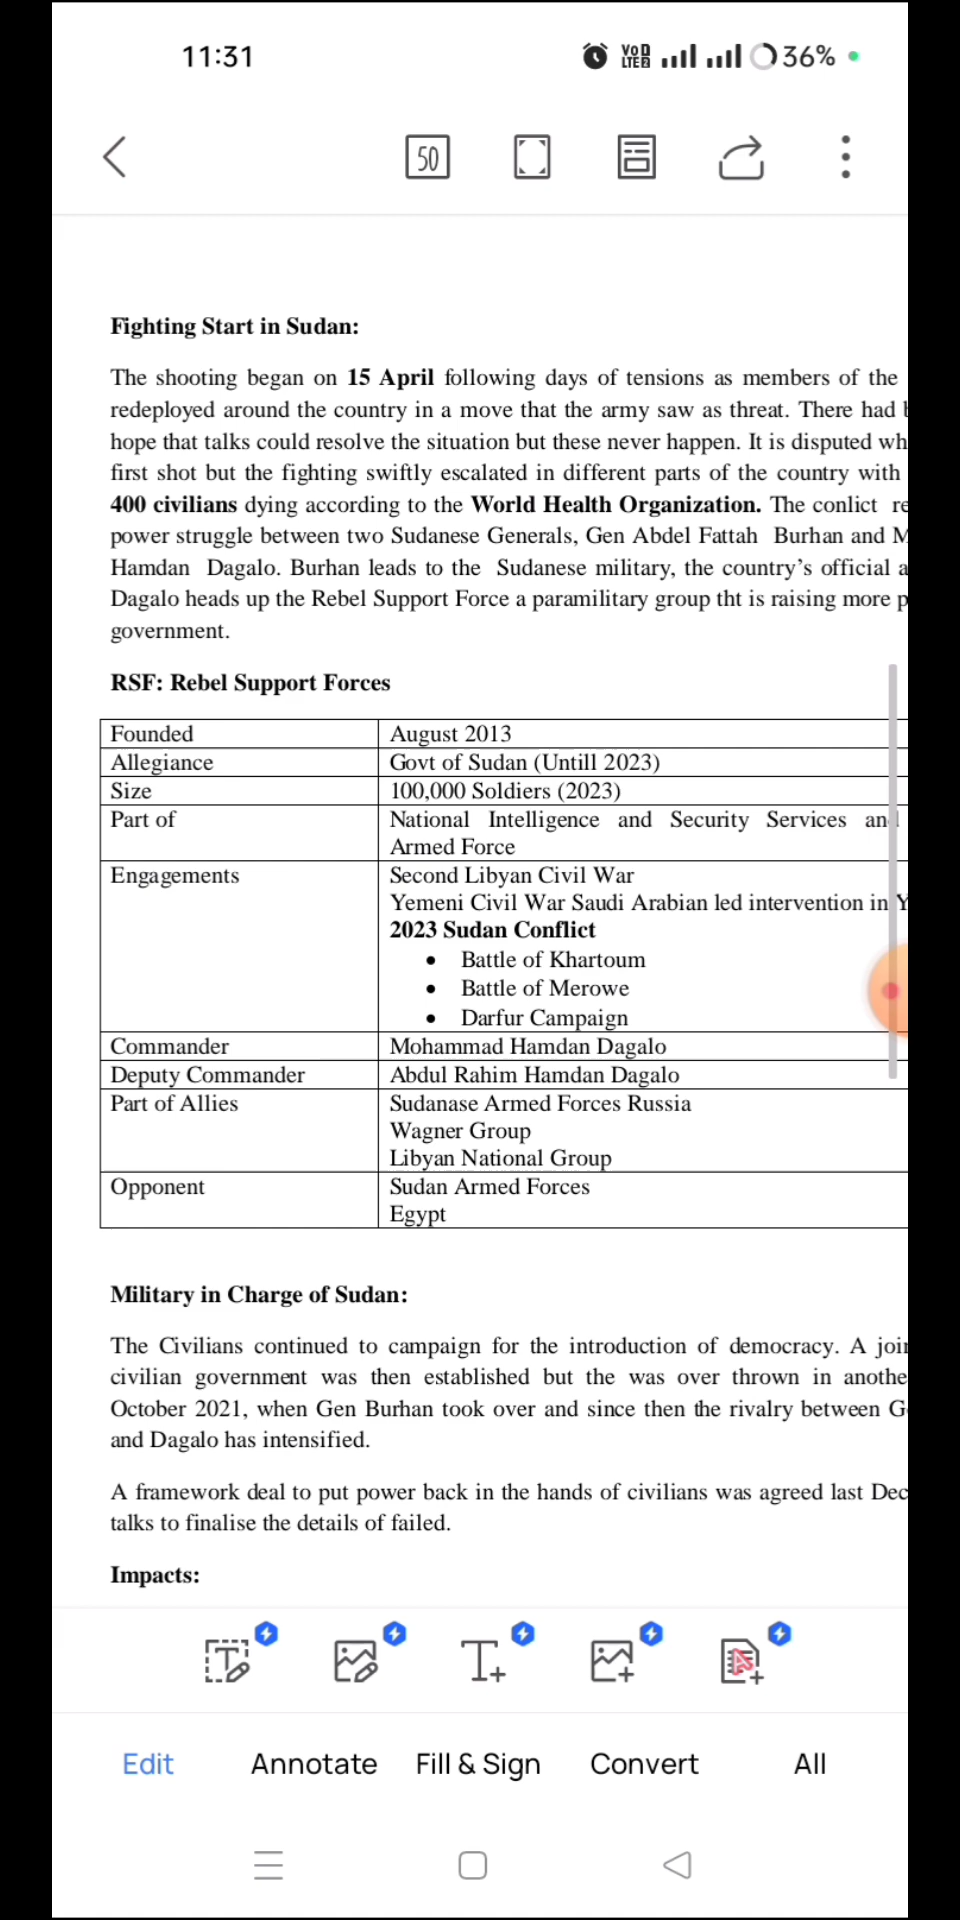 11:31
VoD LTE2
36%
50
Fighting Start in Sudan:
The shooting began on 15 April following days of tensions as members of the
redeployed around the country in a move that the army saw as threat. There had
hope that talks could resolve the situation but these never happen. It is disputed wh
first shot but the fighting swiftly escalated in different parts of the country with
400 civilians dying according to the World Health Organization. The conlict re
power struggle between two Sudanese Generals, Gen Abdel Fattah Burhan and M
Hamdan Dagalo. Burhan leads to the Sudanese military, the country’s official a
Dagalo heads up the Rebel Support Force a paramilitary group tht is raising more p
government.
RSF: Rebel Support Forces
Founded August 2013
Allegiance Govt of Sudan (Untill 2023)
Size 100,000 Soldiers (2023)
Part of National Intelligence and Security Services and
Armed Force
Engagements Second Libyan Civil War
Yemeni Civil War Saudi Arabian led intervention in Y
2023 Sudan Conflict
• Battle of Khartoum
• Battle of Merowe
• Darfur Campaign
Commander Mohammad Hamdan Dagalo
Deputy Commander Abdul Rahim Hamdan Dagalo
Part of Allies Sudanase Armed Forces Russia
Wagner Group
Libyan National Group
Opponent Sudan Armed Forces
Egypt
Military in Charge of Sudan:
The Civilians continued to campaign for the introduction of democracy. A joi
civilian government was then established but the was over thrown in anothe
October 2021, when Gen Burhan took over and since then the rivalry between G
and Dagalo has intensified.
A framework deal to put power back in the hands of civilians was agreed last Dec
talks to finalise the details of failed.
Impacts:
Edit Annotate Fill & Sign Convert All